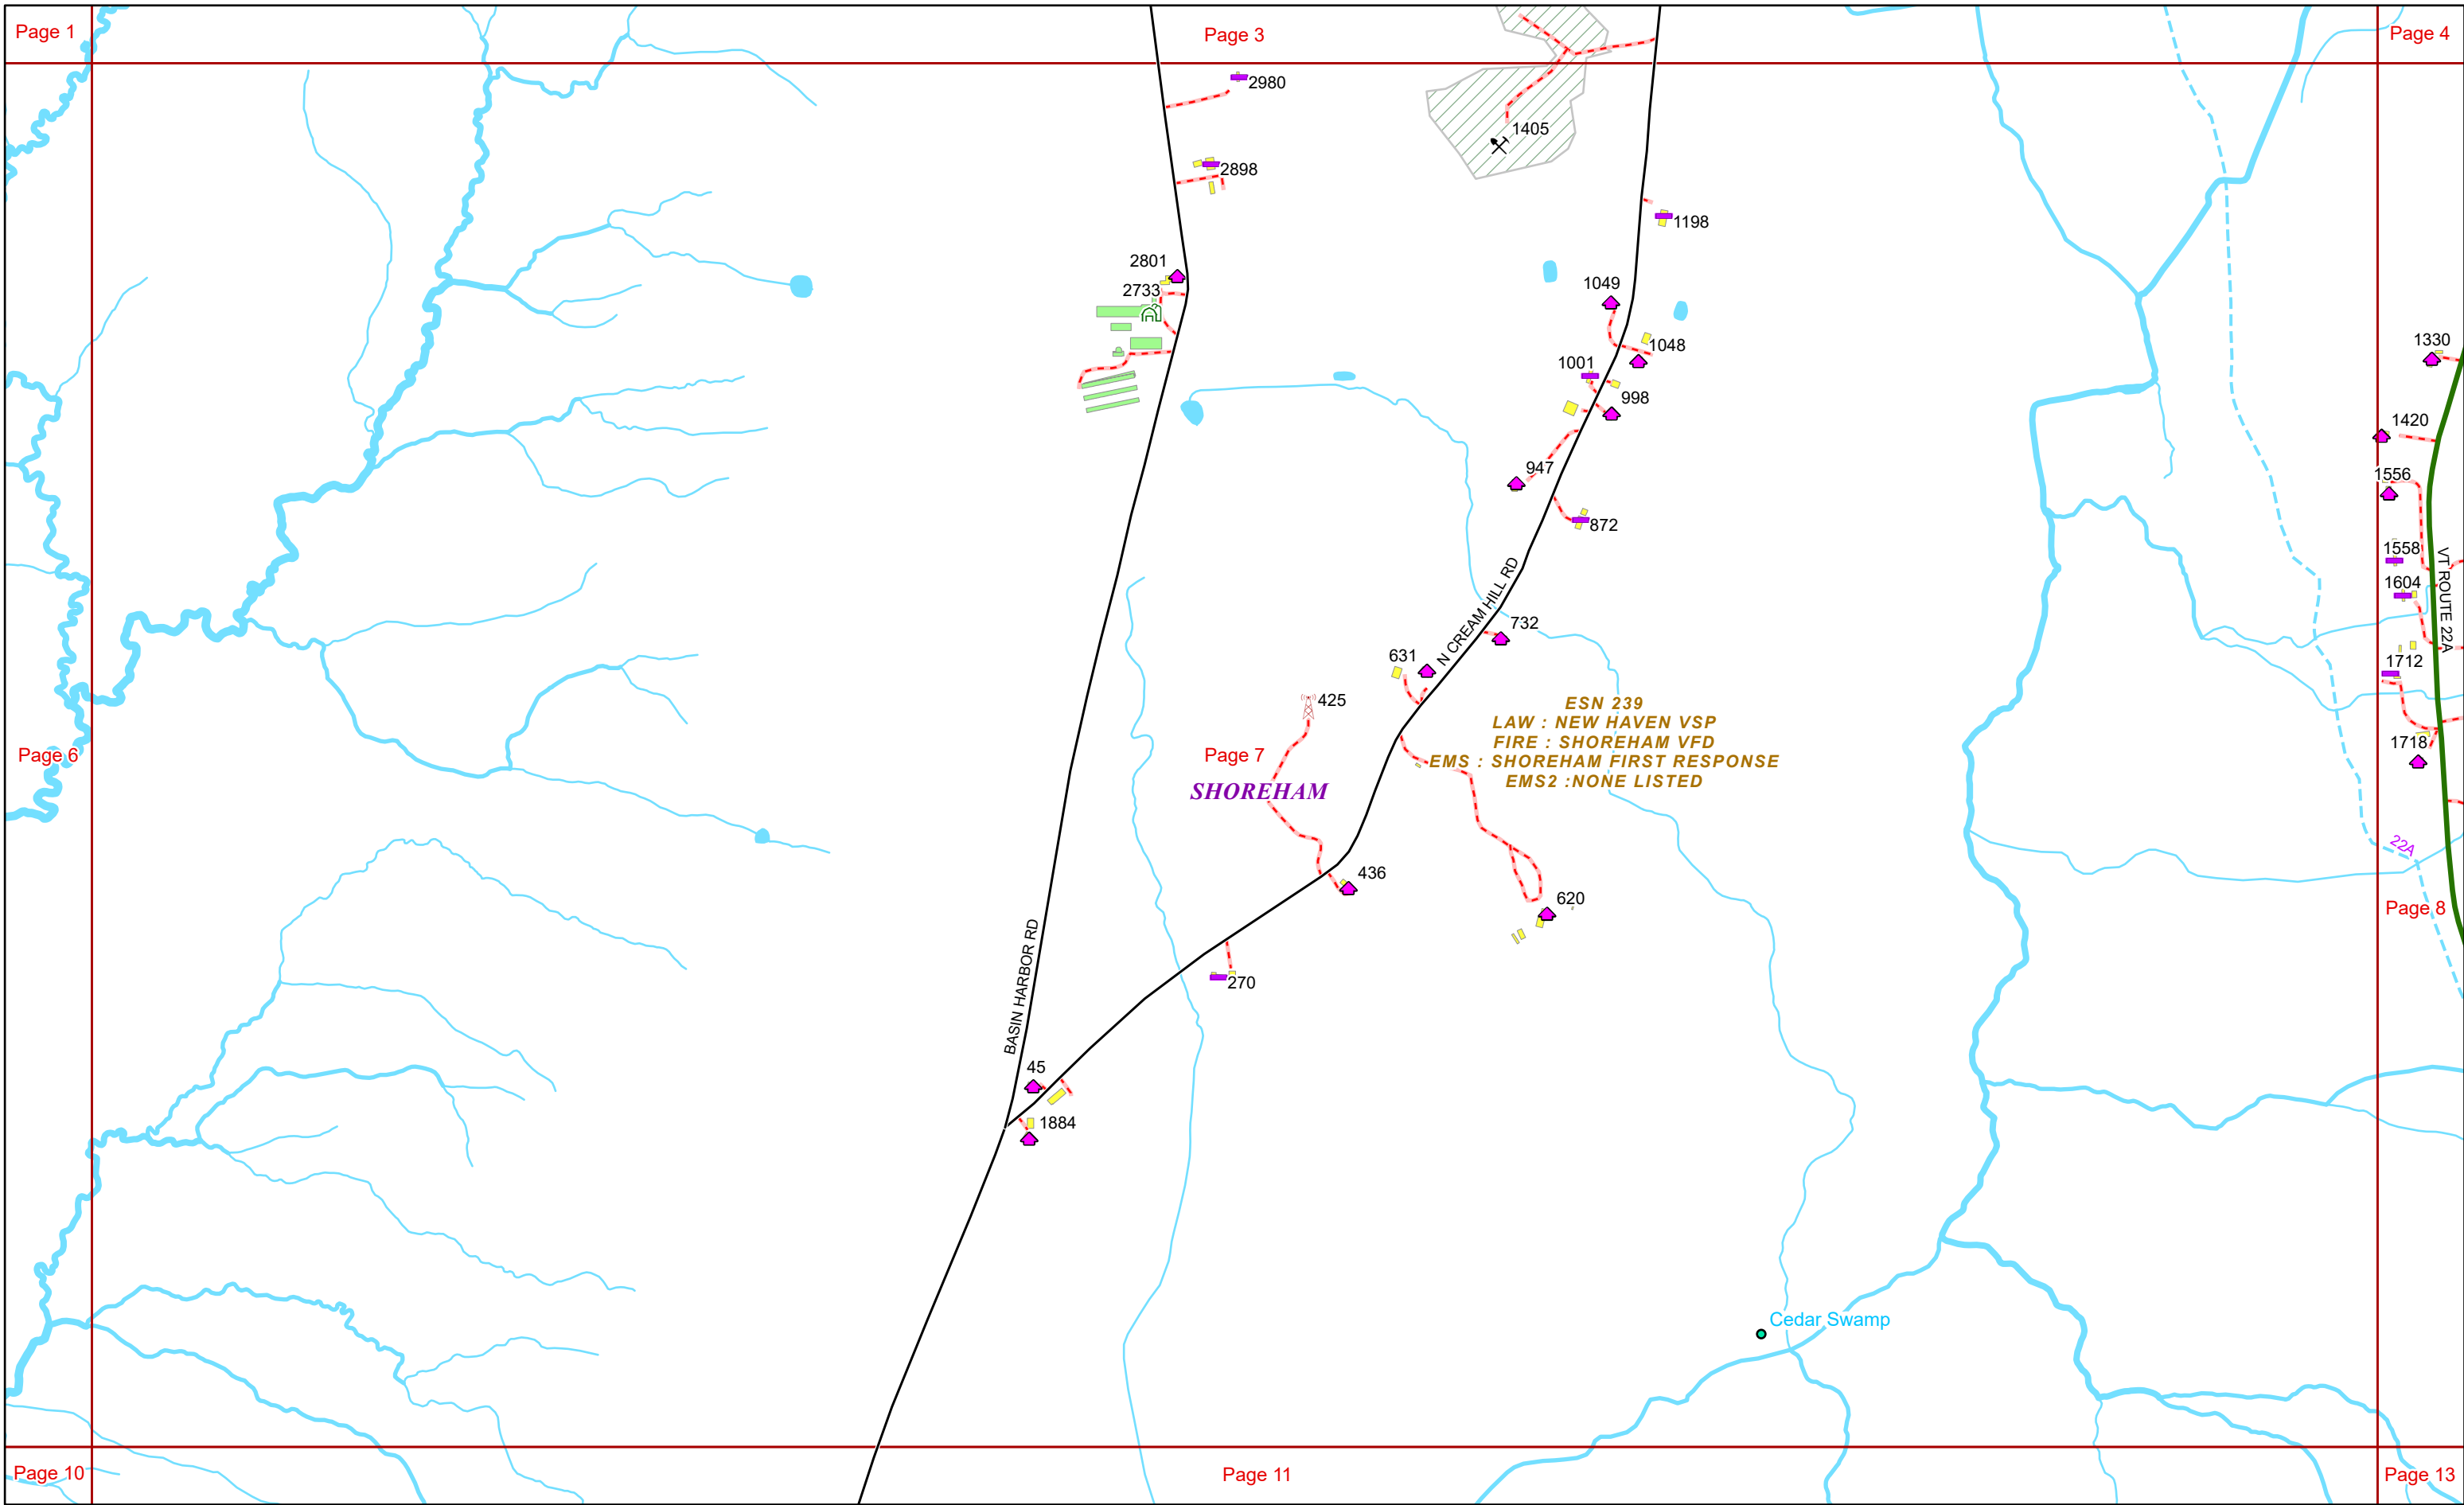 Page 1
Page 3
Page 4
2980
1405
2898
1198
2801
2733
1049
1048
1330
1001
998
1420
947
1556
872
1558
VT ROUTE 22A
1604
N CREAM HILL RD
732
631
1712
425
ESN 239
LAW : NEW HAVEN VSP
FIRE : SHOREHAM VFD
EMS : SHOREHAM FIRST RESPONSE
EMS2 :NONE LISTED
1718
Page 6
Page 7
SHOREHAM
22A
436
620
Page 8
BASIN HARBOR RD
270
45
1884
Cedar Swamp
Page 10
Page 11
Page 13